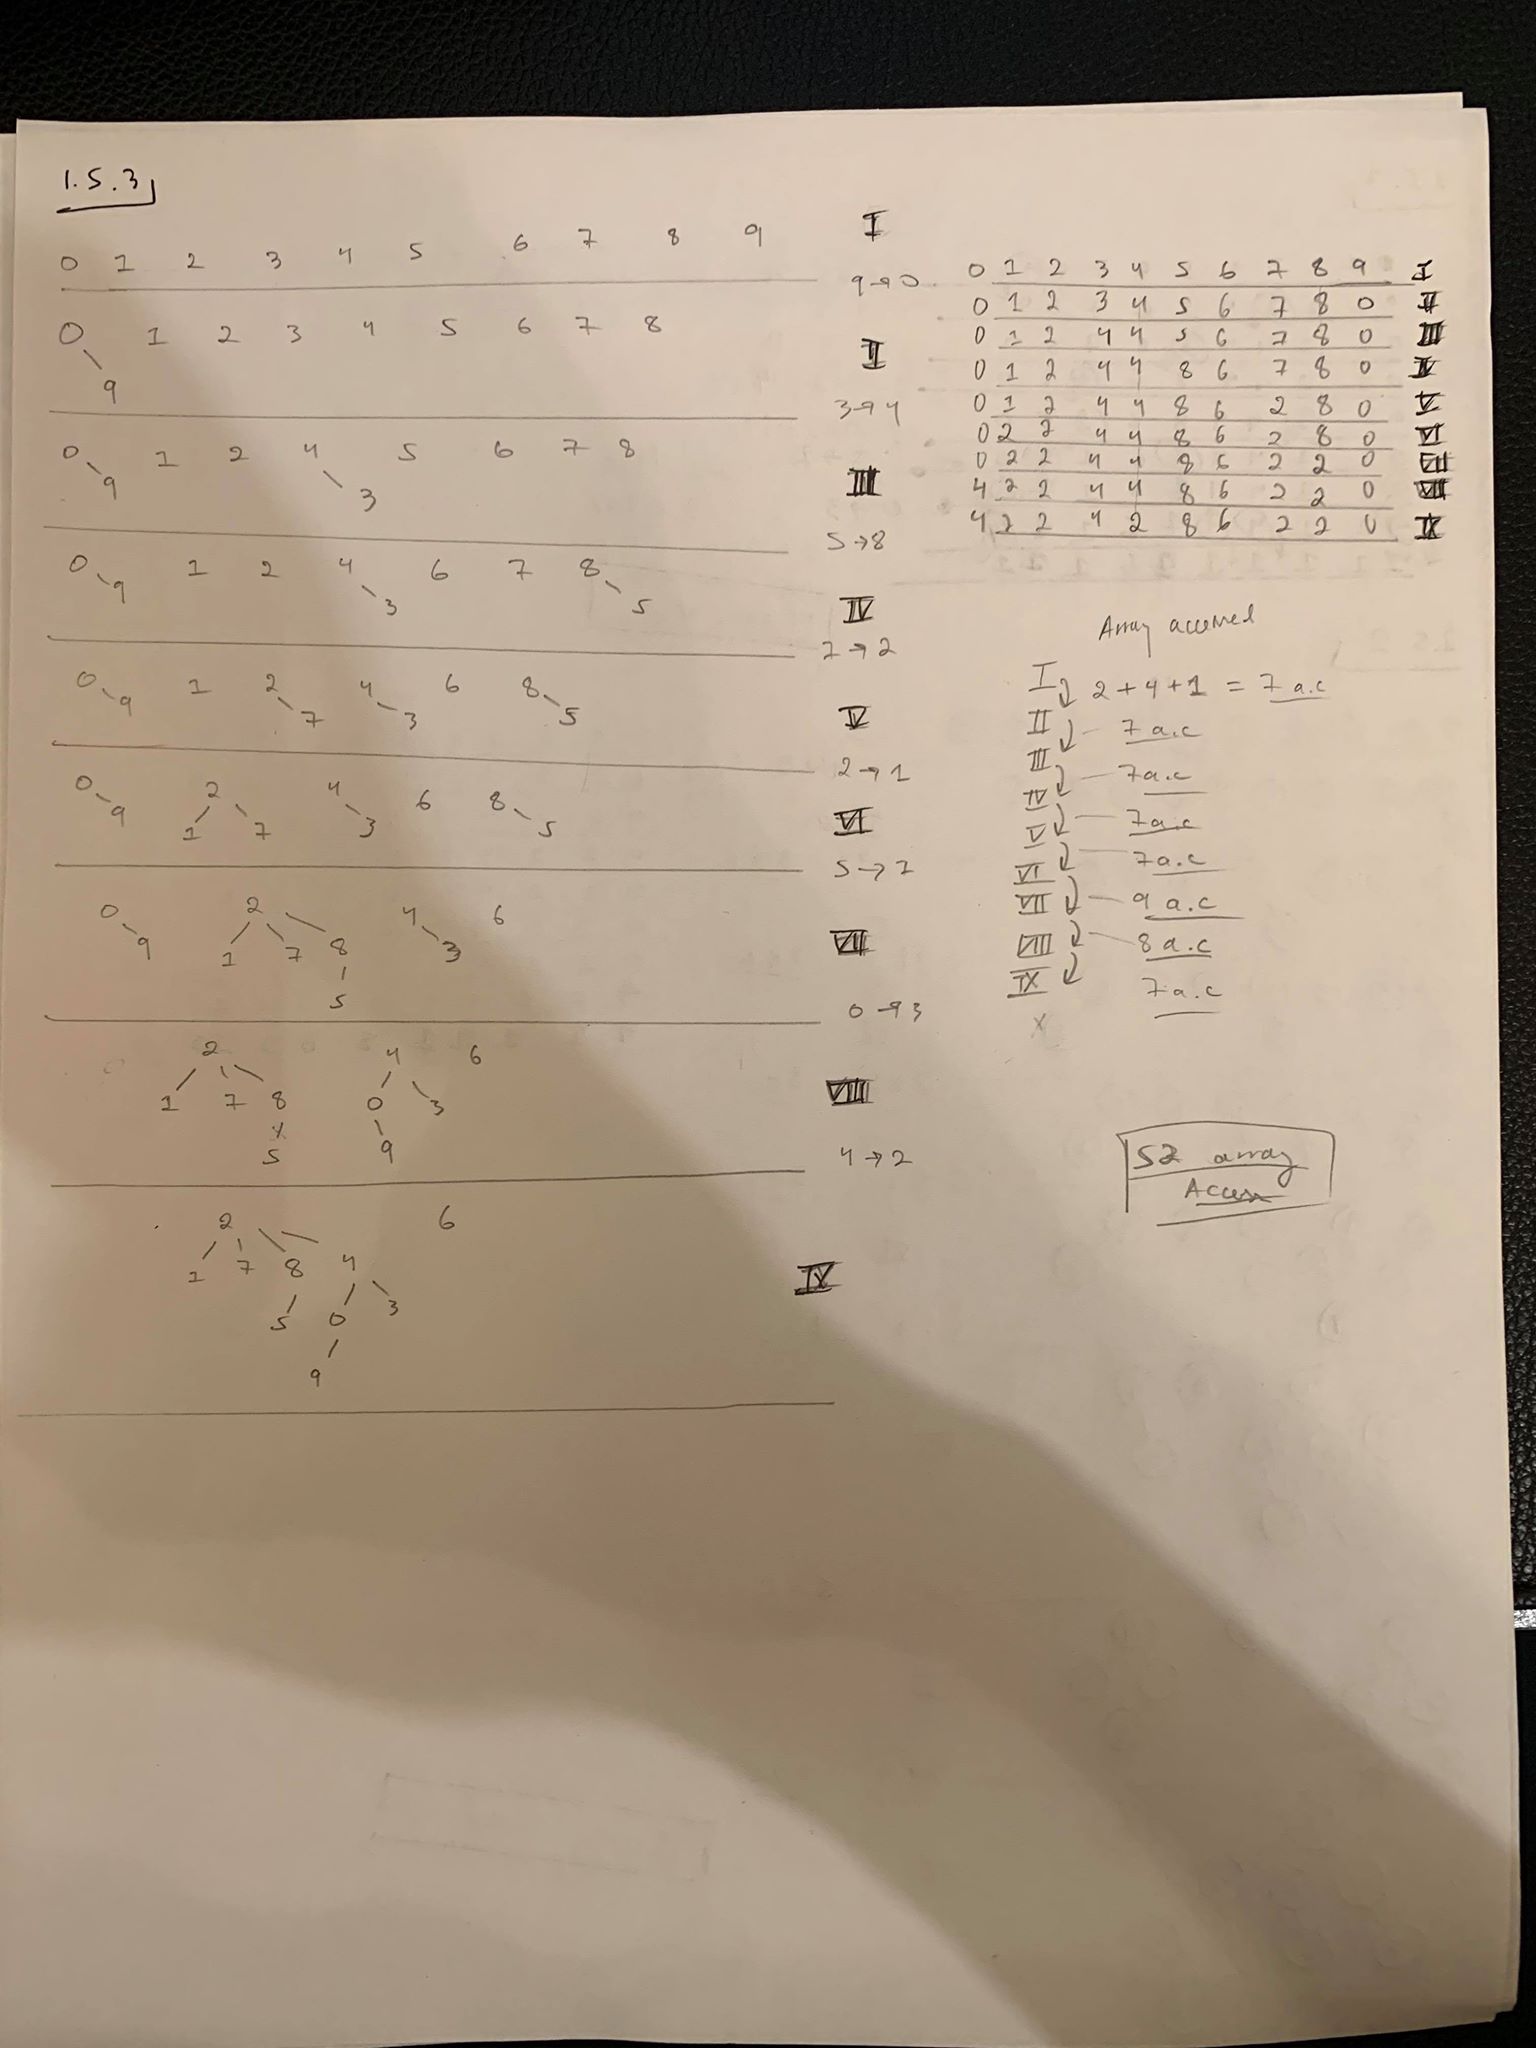 1.5.3
0 1 2 3 4 5 6 7 8 9 I
9→0
0 1 2 3 4 5 6 7 8
9 II
3→4
0 1 2 4 5 6 7 8
9 3 III
5→8
0 1 2 4 6 7 8
9 3 5 IV
7→2
0 1 2 4 6 8
9 7 3 5 V
2→1
0 2 4 6 8
9 1 7 3 5 VI
5→7
0 2 4 6
9 1 7 8 3 VII
5
0→3
2 4 6
1 7 8 0 3 VIII
5 9
4→2
2 6
1 7 8 4 IV
5 0 3
9
0 1 2 3 4 5 6 7 8 9 I
0 1 2 3 4 5 6 7 8 0 II
0 1 2 4 4 5 6 7 8 0 III
0 1 2 4 4 8 6 7 8 0 IV
0 1 2 4 4 8 6 2 8 0 V
0 2 2 4 4 8 6 2 8 0 VI
0 2 2 4 4 8 6 2 2 0 VII
4 2 2 4 4 8 6 2 2 0 VIII
4 2 2 4 2 8 6 2 2 0 IX
Array
I 2+4+1 = 7 a.c
II 7 a.c
III 7 a.c
IV 7 a.c
V 7 a.c
VI 9 a.c
VII 8 a.c
VIII 7 a.c
IX
X
52 array